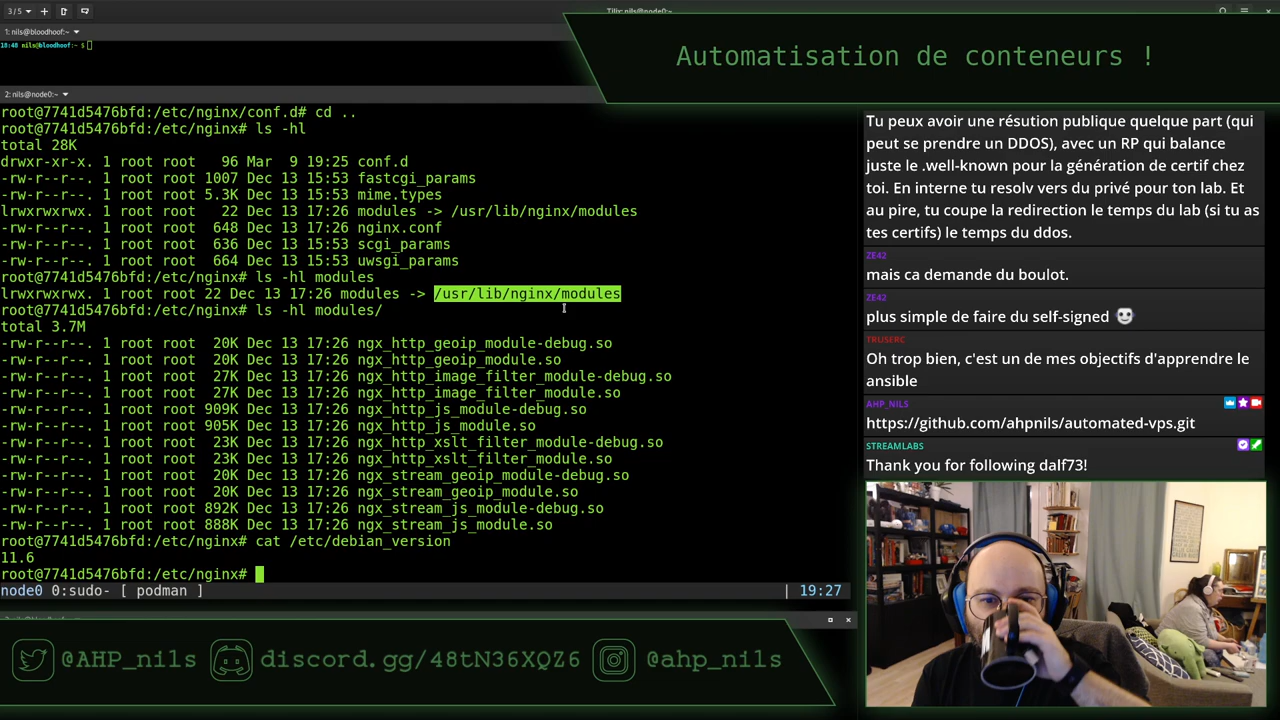 3 / 5
Tilix: nils@node0:~
1: nils@bloodhoof:~
18:48 nils@bloodhoof:~ $
Automatisation de conteneurs !
2: nils@node0:~
root@7741d5476bfd:/etc/nginx/conf.d# cd ..
root@7741d5476bfd:/etc/nginx# ls -hl
total 28K
drwxr-xr-x. 1 root root   96 Mar  9 19:25 conf.d
-rw-r--r--. 1 root root 1007 Dec 13 15:53 fastcgi_params
-rw-r--r--. 1 root root 5.3K Dec 13 15:53 mime.types
lrwxrwxrwx. 1 root root   22 Dec 13 17:26 modules -> /usr/lib/nginx/modules
-rw-r--r--. 1 root root  648 Dec 13 17:26 nginx.conf
-rw-r--r--. 1 root root  636 Dec 13 15:53 scgi_params
-rw-r--r--. 1 root root  664 Dec 13 15:53 uwsgi_params
root@7741d5476bfd:/etc/nginx# ls -hl modules
lrwxrwxrwx. 1 root root 22 Dec 13 17:26 modules -> /usr/lib/nginx/modules
root@7741d5476bfd:/etc/nginx# ls -hl modules/
total 3.7M
-rw-r--r--. 1 root root  20K Dec 13 17:26 ngx_http_geoip_module-debug.so
-rw-r--r--. 1 root root  20K Dec 13 17:26 ngx_http_geoip_module.so
-rw-r--r--. 1 root root  27K Dec 13 17:26 ngx_http_image_filter_module-debug.so
-rw-r--r--. 1 root root  27K Dec 13 17:26 ngx_http_image_filter_module.so
-rw-r--r--. 1 root root 909K Dec 13 17:26 ngx_http_js_module-debug.so
-rw-r--r--. 1 root root 905K Dec 13 17:26 ngx_http_js_module.so
-rw-r--r--. 1 root root  23K Dec 13 17:26 ngx_http_xslt_filter_module-debug.so
-rw-r--r--. 1 root root  23K Dec 13 17:26 ngx_http_xslt_filter_module.so
-rw-r--r--. 1 root root  20K Dec 13 17:26 ngx_stream_geoip_module-debug.so
-rw-r--r--. 1 root root  20K Dec 13 17:26 ngx_stream_geoip_module.so
-rw-r--r--. 1 root root 892K Dec 13 17:26 ngx_stream_js_module-debug.so
-rw-r--r--. 1 root root 888K Dec 13 17:26 ngx_stream_js_module.so
root@7741d5476bfd:/etc/nginx# cat /etc/debian_version
11.6
root@7741d5476bfd:/etc/nginx#
node0 0:sudo- [ podman ] | 19:27
Tu peux avoir une résution publique quelque part (qui
peut se prendre un DDOS), avec un RP qui balance
juste le .well-known pour la génération de certif chez
toi. En interne tu resolv vers du privé pour ton lab. Et
au pire, tu coupe la redirection le temps du lab (si tu as
tes certifs) le temps du ddos.
ZE42
mais ca demande du boulot.
ZE42
plus simple de faire du self-signed
TRUSERC
Oh trop bien, c'est un de mes objectifs d'apprendre le
ansible
AHP_NILS
https://github.com/ahpnils/automated-vps.git
STREAMLABS
Thank you for following dalf73!
@AHP_nils
discord.gg/48tN36XQZ6
@ahp_nils